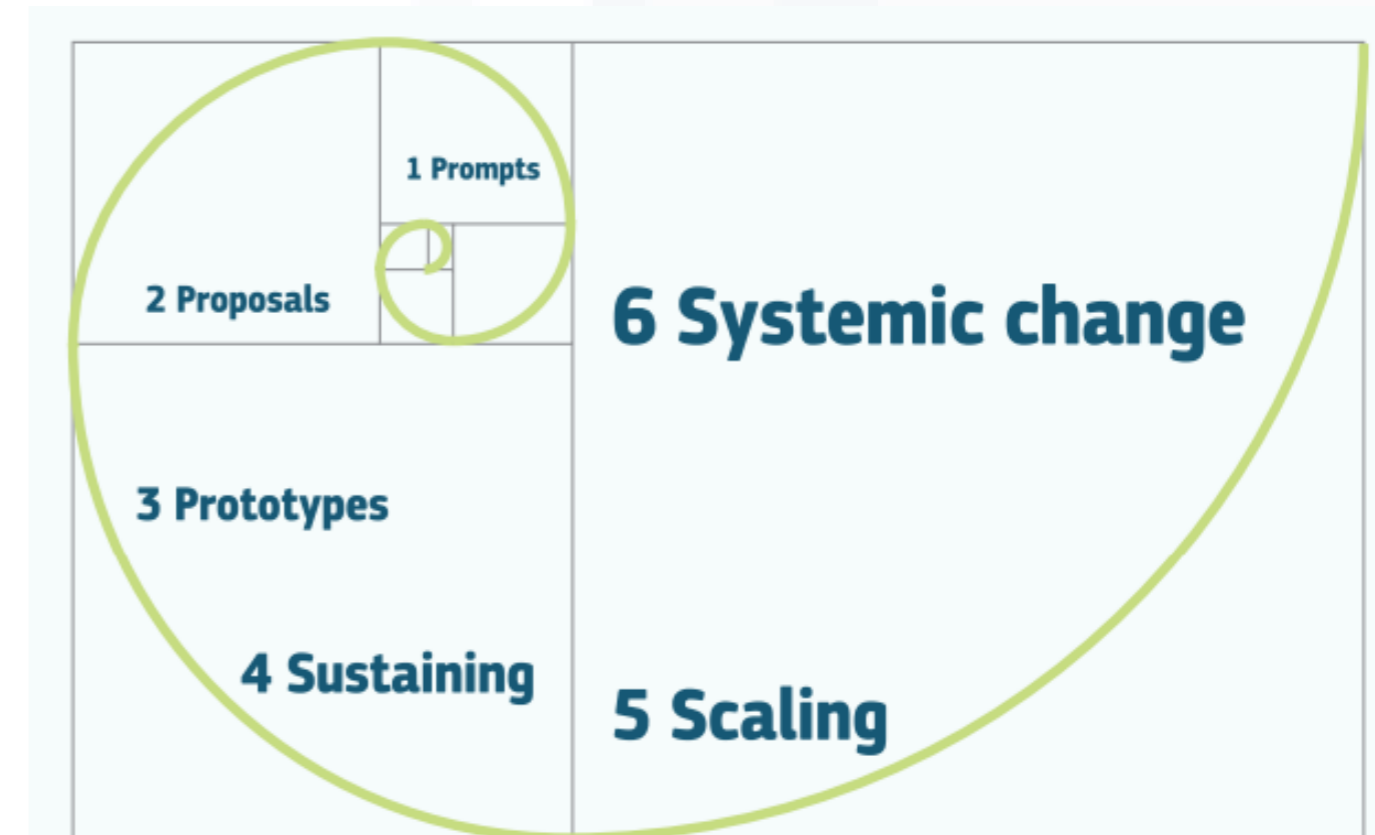 1 Prompts
2 Proposals
3 Prototypes
4 Sustaining
5 Scaling
6 Systemic change